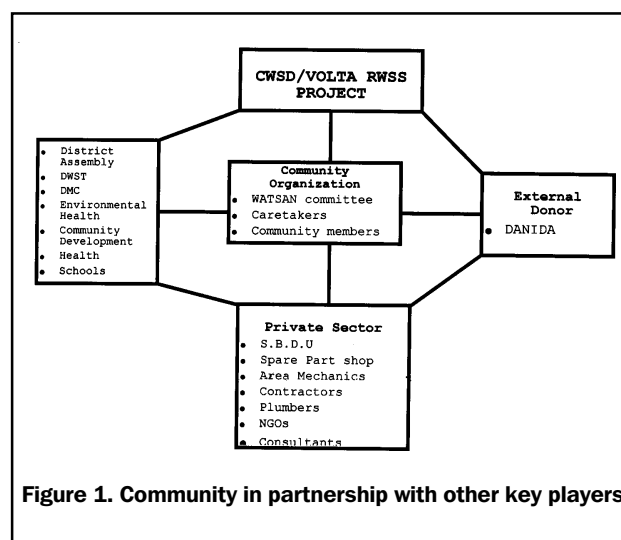 CWSD/VOLTA RWSS
PROJECT
• District
Assembly
• DWST
• DMC
• Environmental
Health
• Community
Development
• Health
• Schools
Community
Organization
• WATSAN committee
• Caretakers
• Community members
External
Donor
• DANIDA
Private Sector
• S.B.D.U
• Spare Part shop
• Area Mechanics
• Contractors
• Plumbers
• NGOs
• Consultants
Figure 1. Community in partnership with other key players